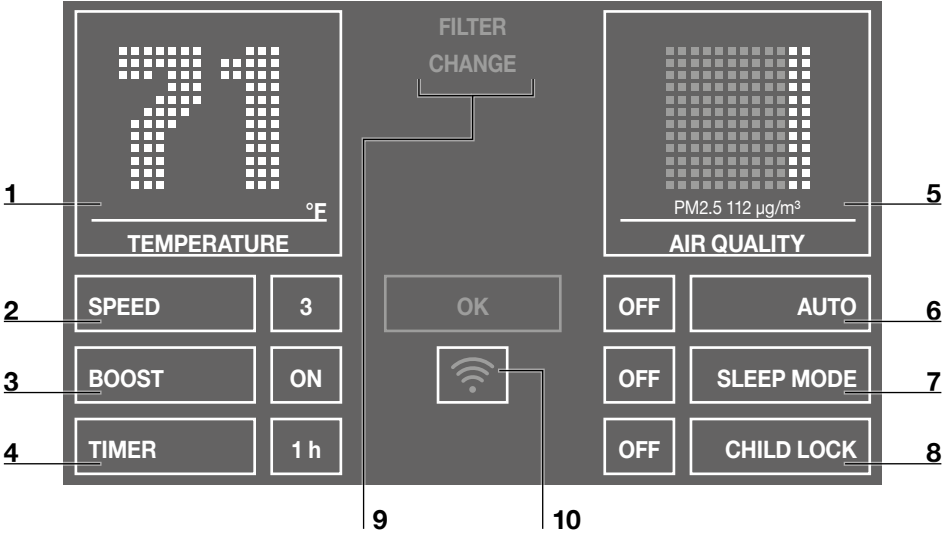 FILTER
CHANGE
71
°F
TEMPERATURE
PM2.5 112 µg/m³
AIR QUALITY
1
5
SPEED 3 OK OFF AUTO
2
6
BOOST ON OFF SLEEP MODE
3
7
TIMER 1 h OFF CHILD LOCK
4
8
9
10